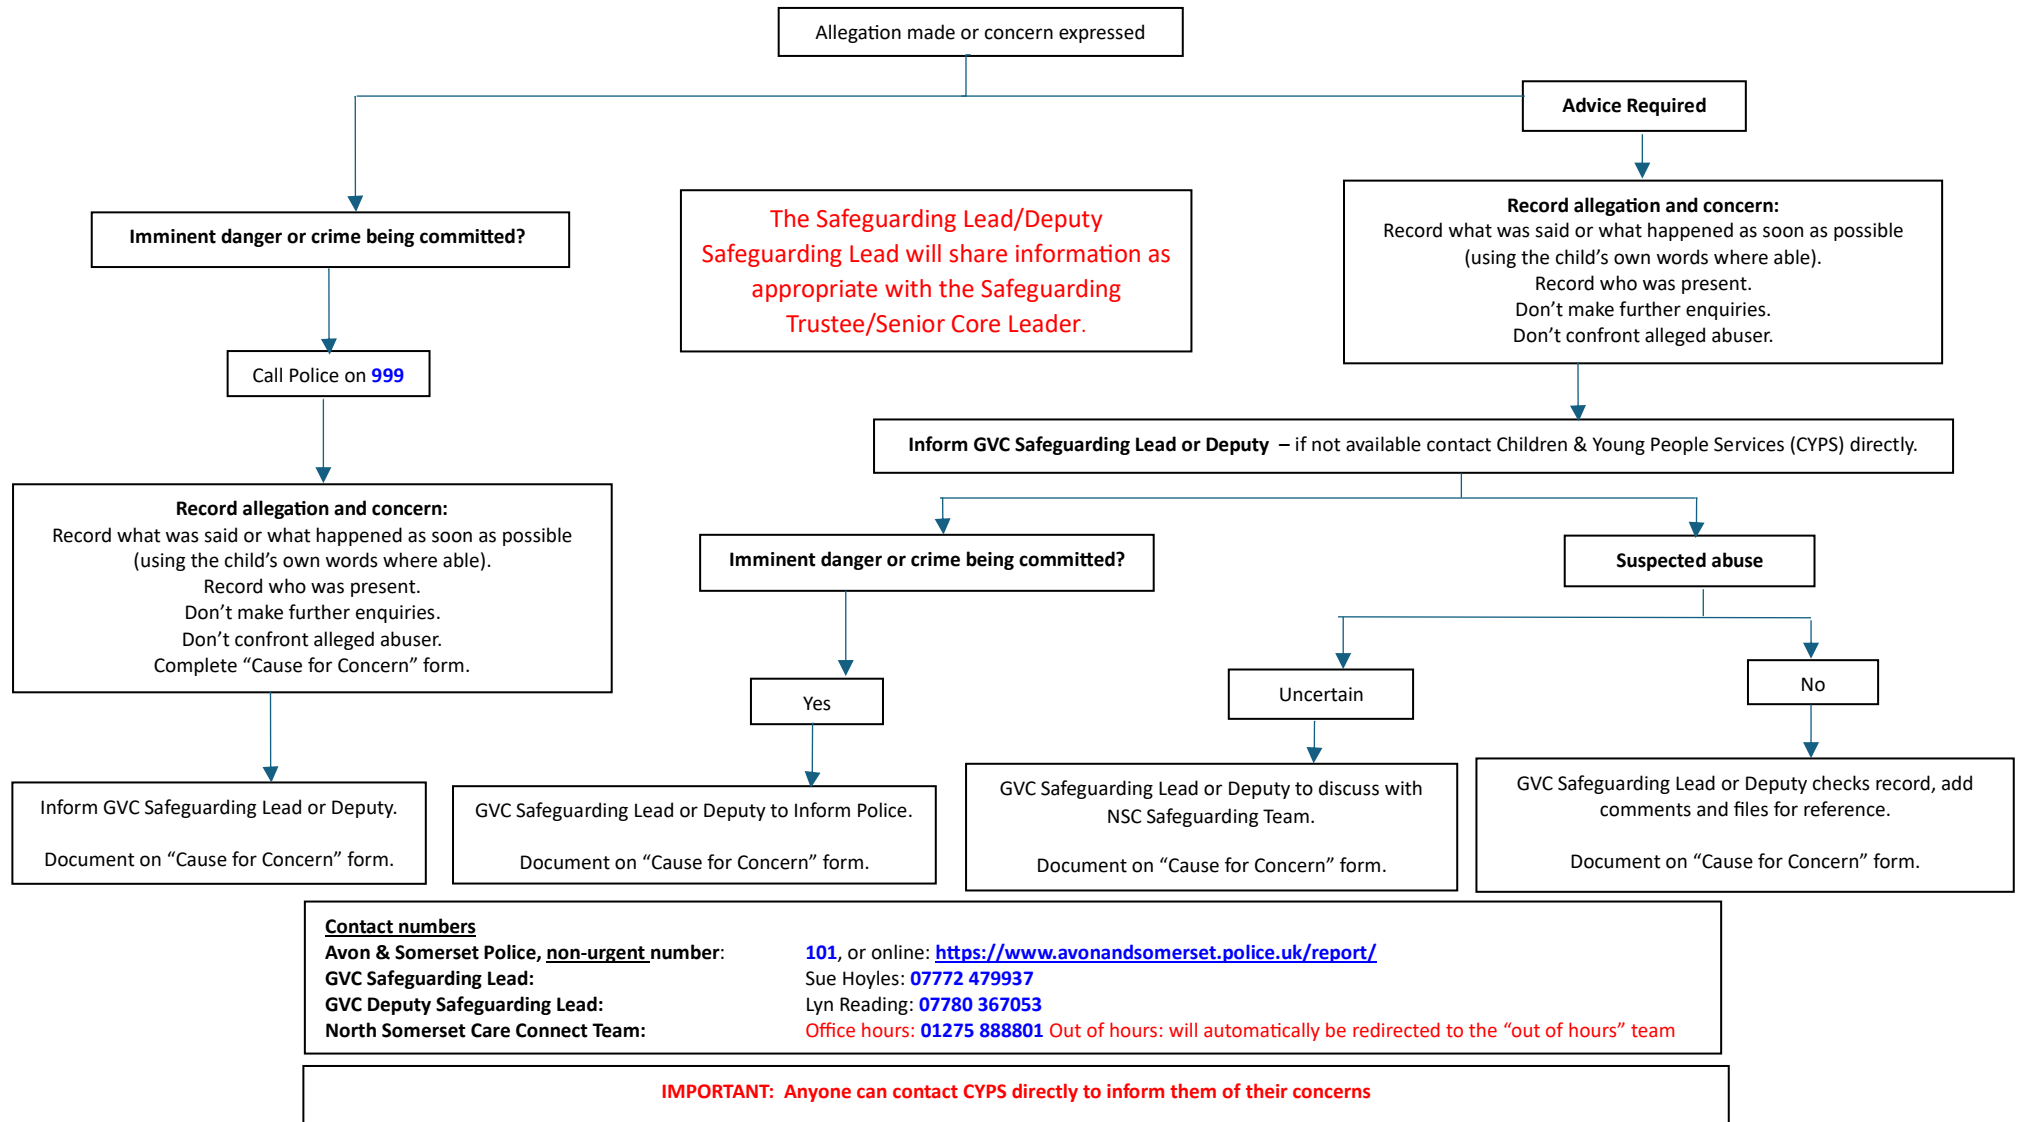 Allegation made or concern expressed
Advice Required
Imminent danger or crime being committed?
The Safeguarding Lead/Deputy
Safeguarding Lead will share information as
appropriate with the Safeguarding
Trustee/Senior Core Leader.
Record allegation and concern:
Record what was said or what happened as soon as possible
(using the child’s own words where able).
Record who was present.
Don’t make further enquiries.
Don’t confront alleged abuser.
Call Police on 999
Inform GVC Safeguarding Lead or Deputy – if not available contact Children & Young People Services (CYPS) directly.
Record allegation and concern:
Record what was said or what happened as soon as possible
(using the child’s own words where able).
Record who was present.
Don’t make further enquiries.
Don’t confront alleged abuser.
Complete “Cause for Concern” form.
Imminent danger or crime being committed?
Suspected abuse
Yes
Uncertain
No
Inform GVC Safeguarding Lead or Deputy.
Document on “Cause for Concern” form.
GVC Safeguarding Lead or Deputy to Inform Police.
Document on “Cause for Concern” form.
GVC Safeguarding Lead or Deputy to discuss with
NSC Safeguarding Team.
Document on “Cause for Concern” form.
GVC Safeguarding Lead or Deputy checks record, add
comments and files for reference.
Document on “Cause for Concern” form.
Contact numbers
Avon & Somerset Police, non-urgent number: 101, or online: https://www.avonandsomerset.police.uk/report/
GVC Safeguarding Lead: Sue Hoyles: 07772 479937
GVC Deputy Safeguarding Lead: Lyn Reading: 07780 367053
North Somerset Care Connect Team: Office hours: 01275 888801 Out of hours: will automatically be redirected to the “out of hours” team
IMPORTANT: Anyone can contact CYPS directly to inform them of their concerns